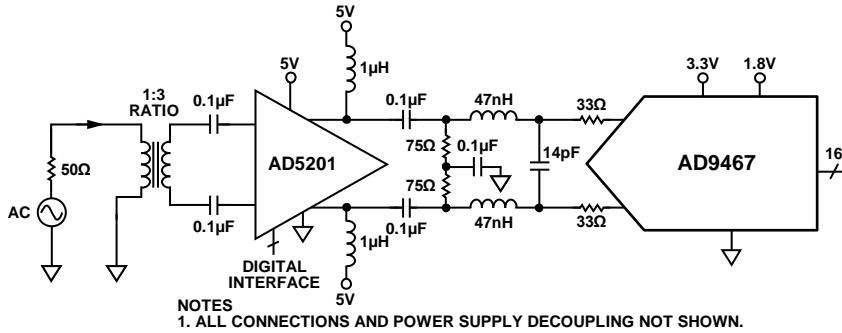 5V
1µH
5V
1:3
RATIO
0.1µF
0.1µF
47nH
33Ω
3.3V
1.8V
50Ω
AC
0.1µF
AD5201
75Ω
75Ω
0.1µF
14pF
AD9467
16
0.1µF
47nH
33Ω
1µH
5V
DIGITAL
INTERFACE
NOTES
1. ALL CONNECTIONS AND POWER SUPPLY DECOUPLING NOT SHOWN.